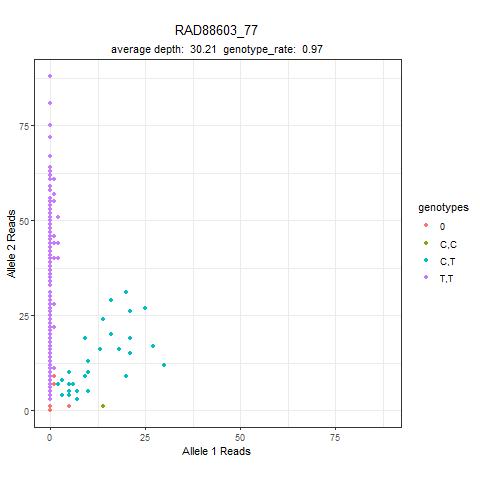 RAD88603_77
average depth:  30.21  genotype_rate:  0.97
Allele 2 Reads
75
50
25
0
0
25
50
75
Allele 1 Reads
genotypes
0
C,C
C,T
T,T